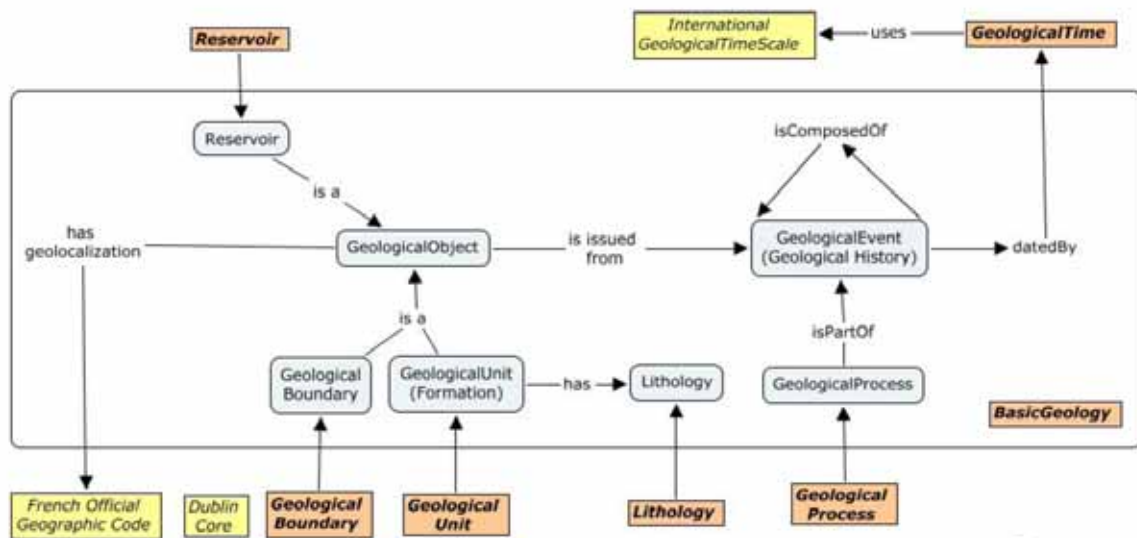 International
GeologicalTimeScale
uses
GeologicalTime
Reservoir
Reservoir
isComposedOf
is a
has
geolocalization
GeologicalObject
is issued
from
GeologicalEvent
(Geological History)
datedBy
is a
isPartOf
Geological
Boundary
GeologicalUnit
(Formation)
has
Lithology
GeologicalProcess
BasicGeology
French Official
Geographic Code
Dublin
Core
Geological
Boundary
Geological
Unit
Lithology
Geological
Process